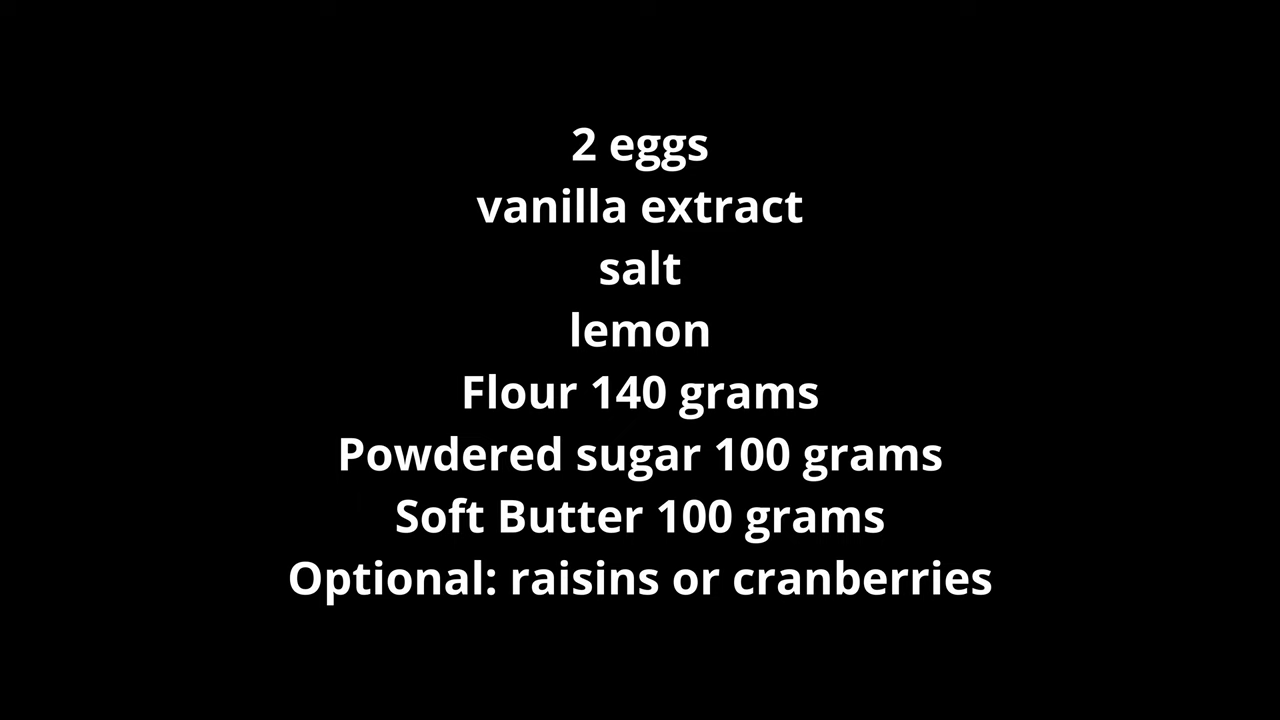 2 eggs
vanilla extract
salt
lemon
Flour 140 grams
Powdered sugar 100 grams
Soft Butter 100 grams
Optional: raisins or cranberries